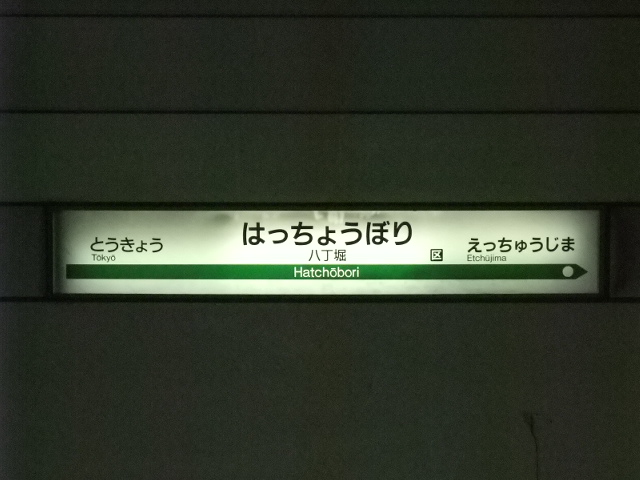 はっちょうぼり
とうきょう
Tōkyō
八丁堀
区
えっちゅうじま
Etchūjima
Hatchōbori